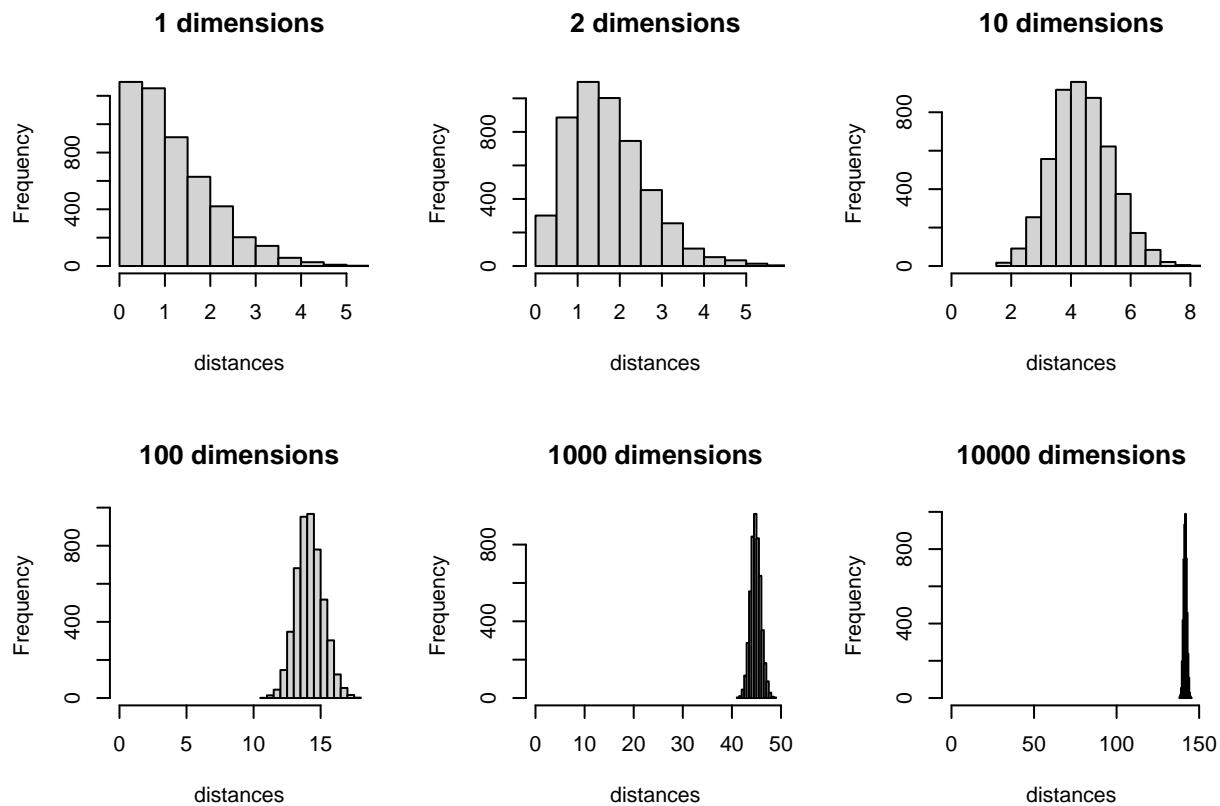 1 dimensions
Frequency
0 400 800
0 1 2 3 4 5
distances
2 dimensions
Frequency
0 400 800
0 1 2 3 4 5
distances
10 dimensions
Frequency
0 400 800
0 2 4 6 8
distances
100 dimensions
Frequency
0 400 800
0 5 10 15
distances
1000 dimensions
Frequency
0 400 800
0 10 20 30 40 50
distances
10000 dimensions
Frequency
0 400 800
0 50 100 150
distances